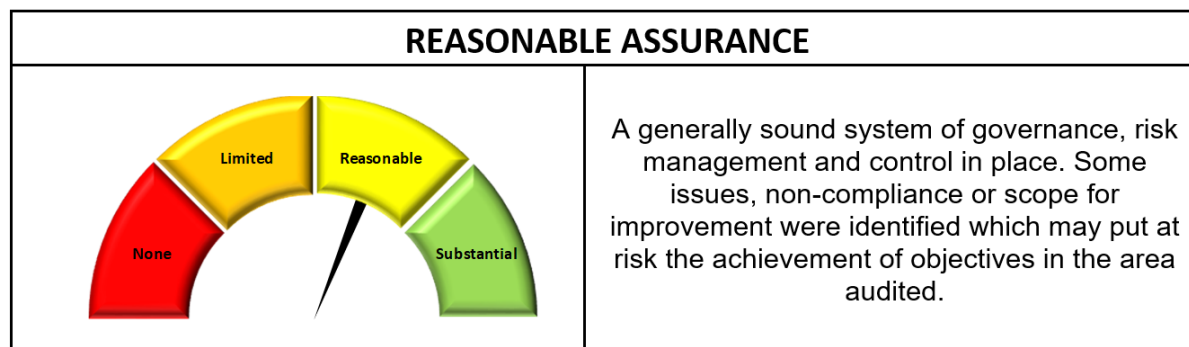 REASONABLE ASSURANCE
Limited
Reasonable
None
Substantial
A generally sound system of governance, risk
management and control in place. Some
issues, non-compliance or scope for
improvement were identified which may put at
risk the achievement of objectives in the area
audited.